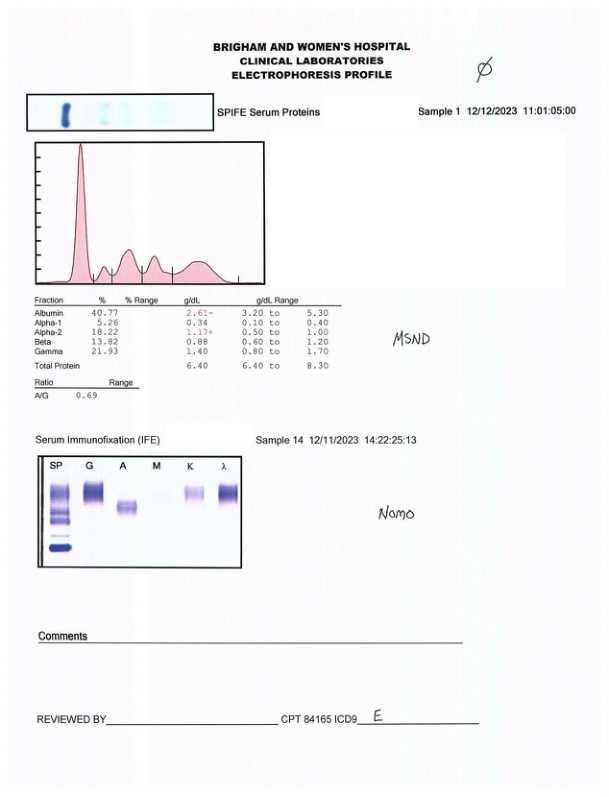 BRIGHAM AND WOMEN'S HOSPITAL
CLINICAL LABORATORIES
ELECTROPHORESIS PROFILE
Ø
SPIFE Serum Proteins Sample 1 12/12/2023 11:01:05:00
Fraction % % Range g/dL g/dL Range
Albumin 40.77 2.61- 3.20 to 5.30
Alpha-1 5.26 0.34 0.10 to 0.40
Alpha-2 18.22 1.17+ 0.50 to 1.00
Beta 13.82 0.88 0.60 to 1.20
Gamma 21.93 1.40 0.80 to 1.70
MSND
Total Protein 6.40 6.40 to 8.30
Ratio Range
A/G 0.69
Serum Immunofixation (IFE) Sample 14 12/11/2023 14:22:25:13
SP G A M K λ
NOMO
Comments
REVIEWED BY CPT 84165 ICD9 E